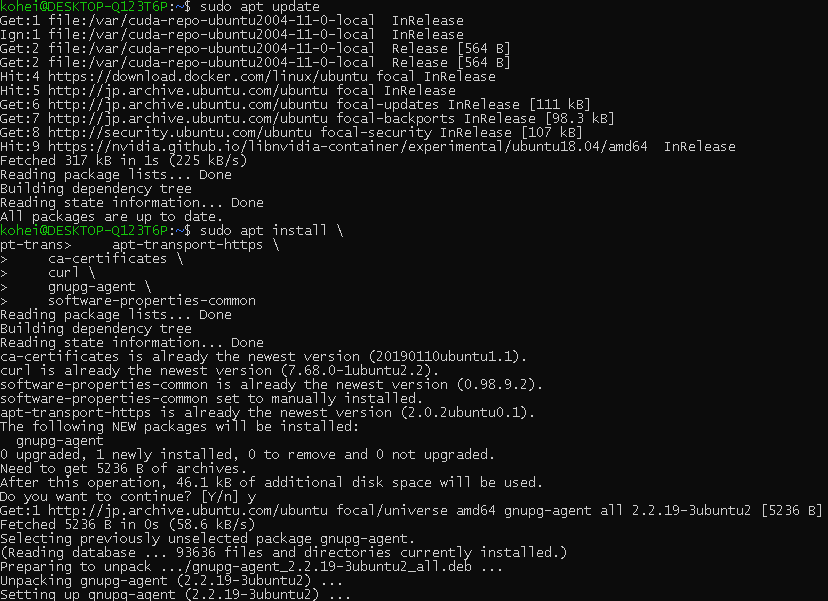 kohei@DESKTOP-Q123T6P:~$ sudo apt update
Get:1 file:/var/cuda-repo-ubuntu2004-11-0-local  InRelease
Ign:1 file:/var/cuda-repo-ubuntu2004-11-0-local  InRelease
Get:2 file:/var/cuda-repo-ubuntu2004-11-0-local  Release [564 B]
Get:2 file:/var/cuda-repo-ubuntu2004-11-0-local  Release [564 B]
Hit:4 https://download.docker.com/linux/ubuntu focal InRelease
Hit:5 http://jp.archive.ubuntu.com/ubuntu focal InRelease
Get:6 http://jp.archive.ubuntu.com/ubuntu focal-updates InRelease [111 kB]
Get:7 http://jp.archive.ubuntu.com/ubuntu focal-backports InRelease [98.3 kB]
Get:8 http://security.ubuntu.com/ubuntu focal-security InRelease [107 kB]
Hit:9 https://nvidia.github.io/libnvidia-container/experimental/ubuntu18.04/amd64  InRelease
Fetched 317 kB in 1s (225 kB/s)
Reading package lists... Done
Building dependency tree
Reading state information... Done
All packages are up to date.
kohei@DESKTOP-Q123T6P:~$ sudo apt install \
pt-trans>     apt-transport-https \
>     ca-certificates \
>     curl \
>     gnupg-agent \
>     software-properties-common
Reading package lists... Done
Building dependency tree
Reading state information... Done
ca-certificates is already the newest version (20190110ubuntu1.1).
curl is already the newest version (7.68.0-1ubuntu2.2).
software-properties-common is already the newest version (0.98.9.2).
software-properties-common set to manually installed.
apt-transport-https is already the newest version (2.0.2ubuntu0.1).
The following NEW packages will be installed:
  gnupg-agent
0 upgraded, 1 newly installed, 0 to remove and 0 not upgraded.
Need to get 5236 B of archives.
After this operation, 46.1 kB of additional disk space will be used.
Do you want to continue? [Y/n] y
Get:1 http://jp.archive.ubuntu.com/ubuntu focal/universe amd64 gnupg-agent all 2.2.19-3ubuntu2 [5236 B]
Fetched 5236 B in 0s (58.6 kB/s)
Selecting previously unselected package gnupg-agent.
(Reading database ... 93636 files and directories currently installed.)
Preparing to unpack .../gnupg-agent_2.2.19-3ubuntu2_all.deb ...
Unpacking gnupg-agent (2.2.19-3ubuntu2) ...
Setting up gnupg-agent (2.2.19-3ubuntu2) ...